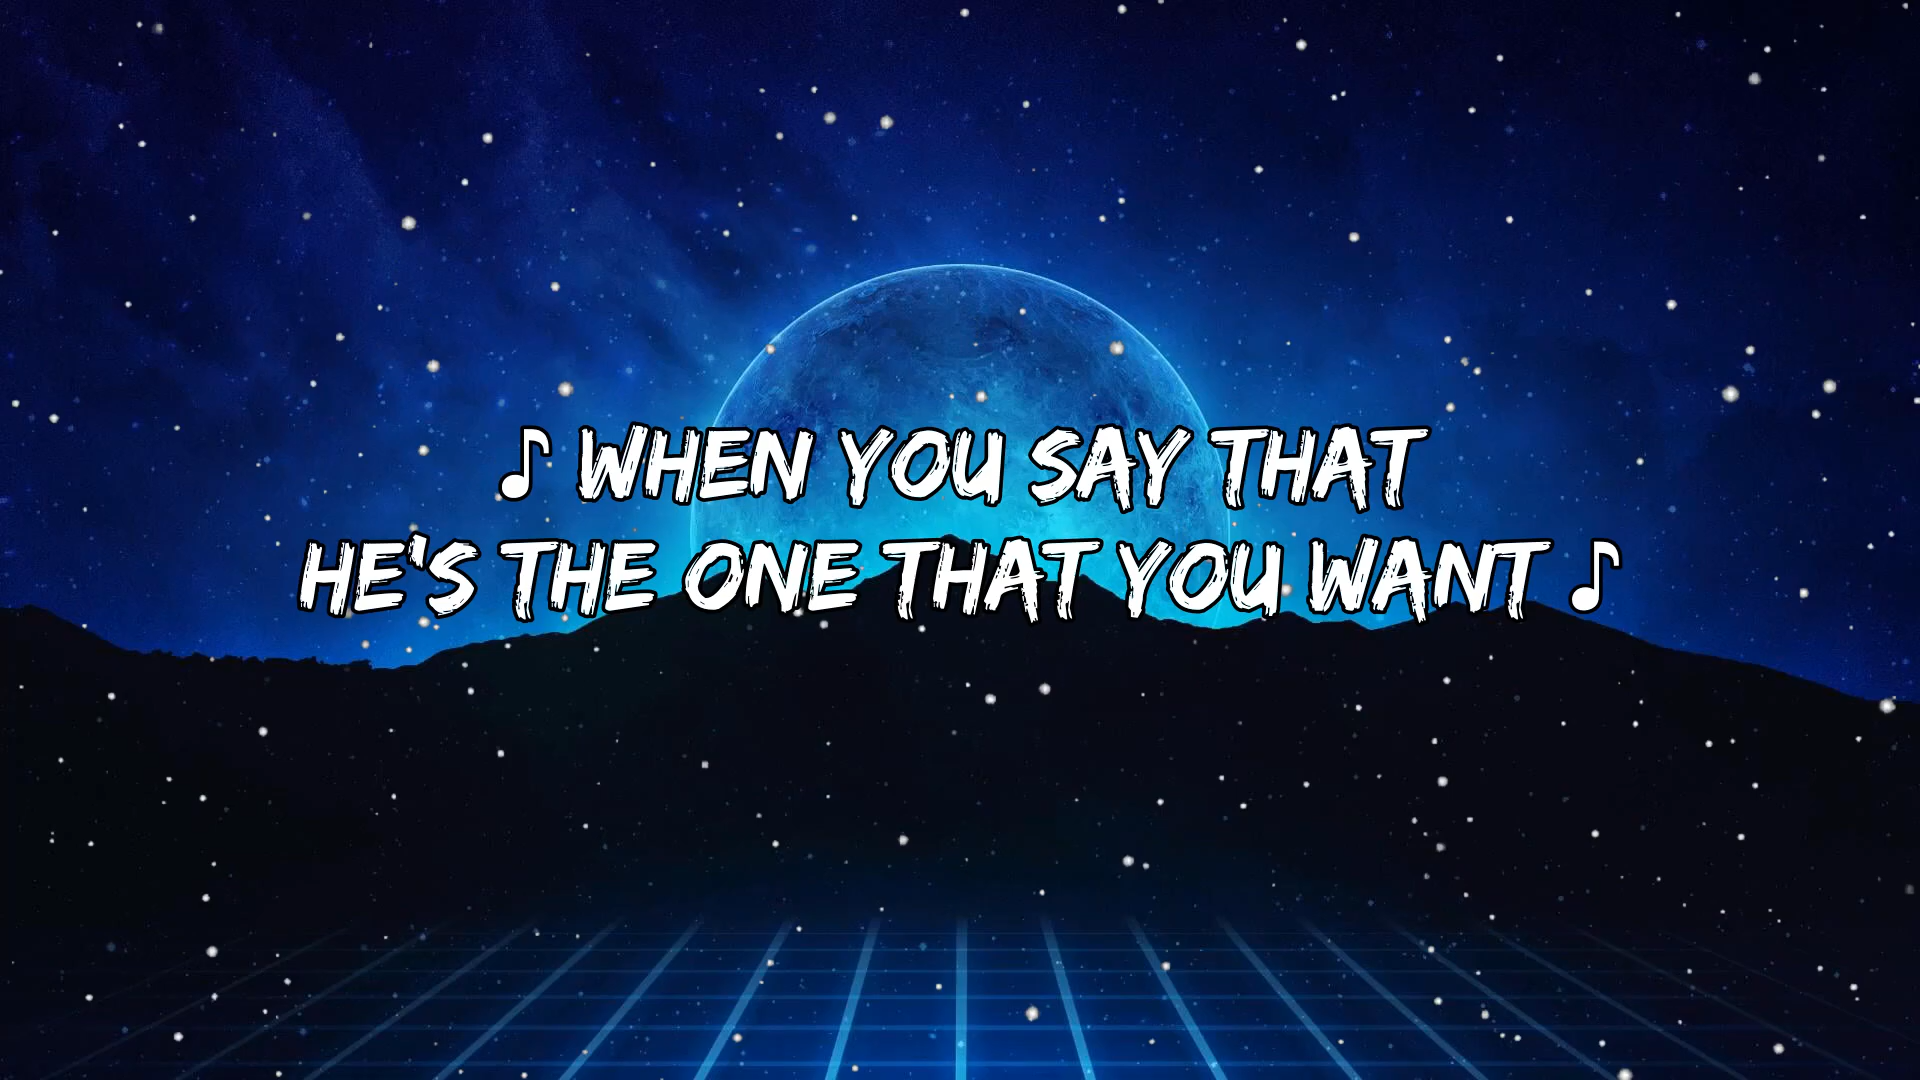 ♪ WHEN YOU SAY THAT
HE'S THE ONE THAT YOU WANT ♪